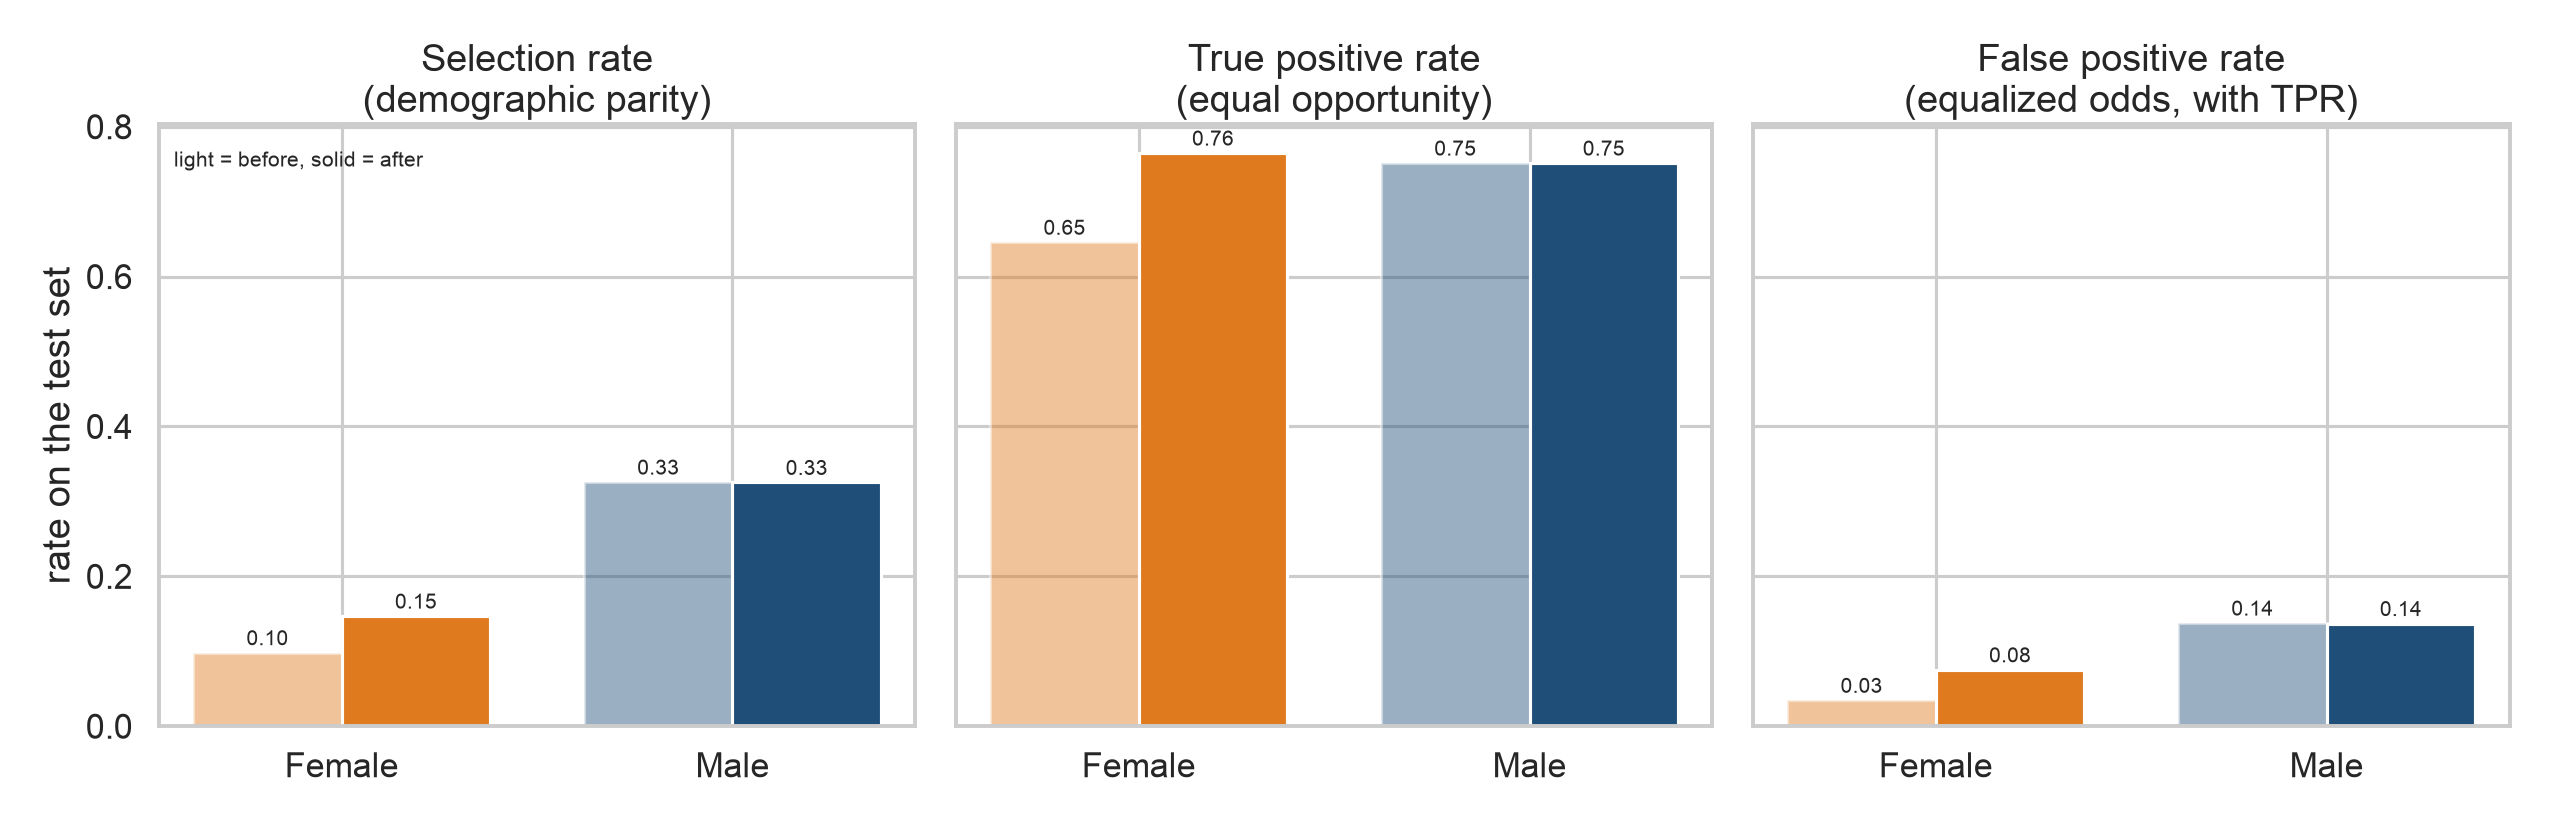 Selection rate
(demographic parity)
True positive rate
(equal opportunity)
False positive rate
(equalized odds, with TPR)
rate on the test set
0.8
0.6
0.4
0.2
0.0
light = before, solid = after
0.10
0.15
0.33
0.33
Female
Male
0.65
0.76
0.75
0.75
Female
Male
0.03
0.08
0.14
0.14
Female
Male